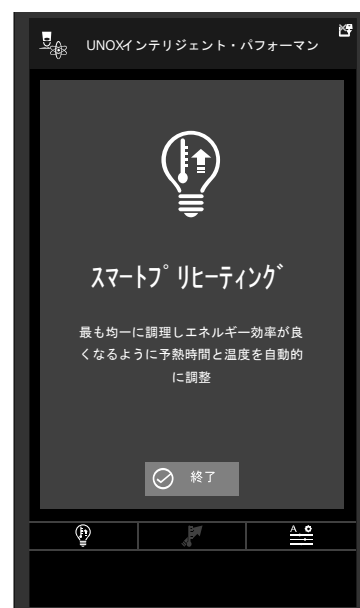 UNOXインテリジェント・パフォーマン
スマートプリヒーティング
最も均一に調理しエネルギー効率が良
くなるように予熱時間と温度を自動的
に調整
終了
A